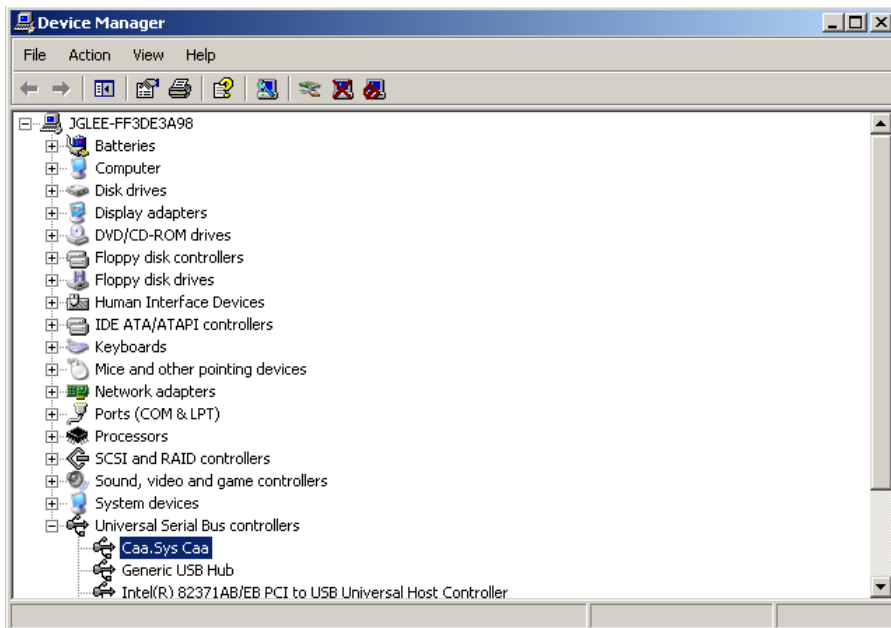 Device Manager
File Action View Help
JGLEE-FF3DE3A98
Batteries
Computer
Disk drives
Display adapters
DVD/CD-ROM drives
Floppy disk controllers
Floppy disk drives
Human Interface Devices
IDE ATA/ATAPI controllers
Keyboards
Mice and other pointing devices
Network adapters
Ports (COM & LPT)
Processors
SCSI and RAID controllers
Sound, video and game controllers
System devices
Universal Serial Bus controllers
Caa.Sys Caa
Generic USB Hub
Intel(R) 82371AB/EB PCI to USB Universal Host Controller